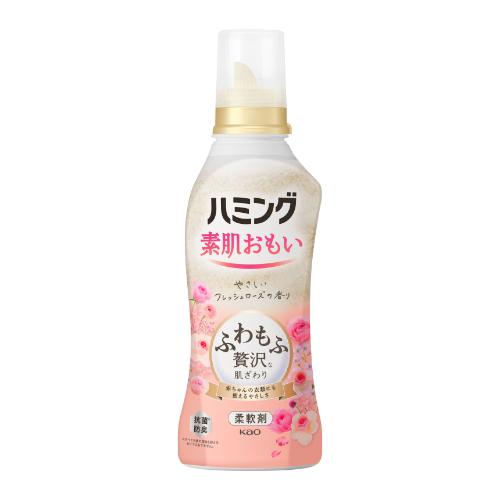 ハミング
素肌おもい
やさしい
フレッシュローズの香り
ふわもふ
贅沢な
肌ざわり
赤ちゃんの衣類にも
使えるやさしさ
抗菌*
防臭
柔軟剤
Kao